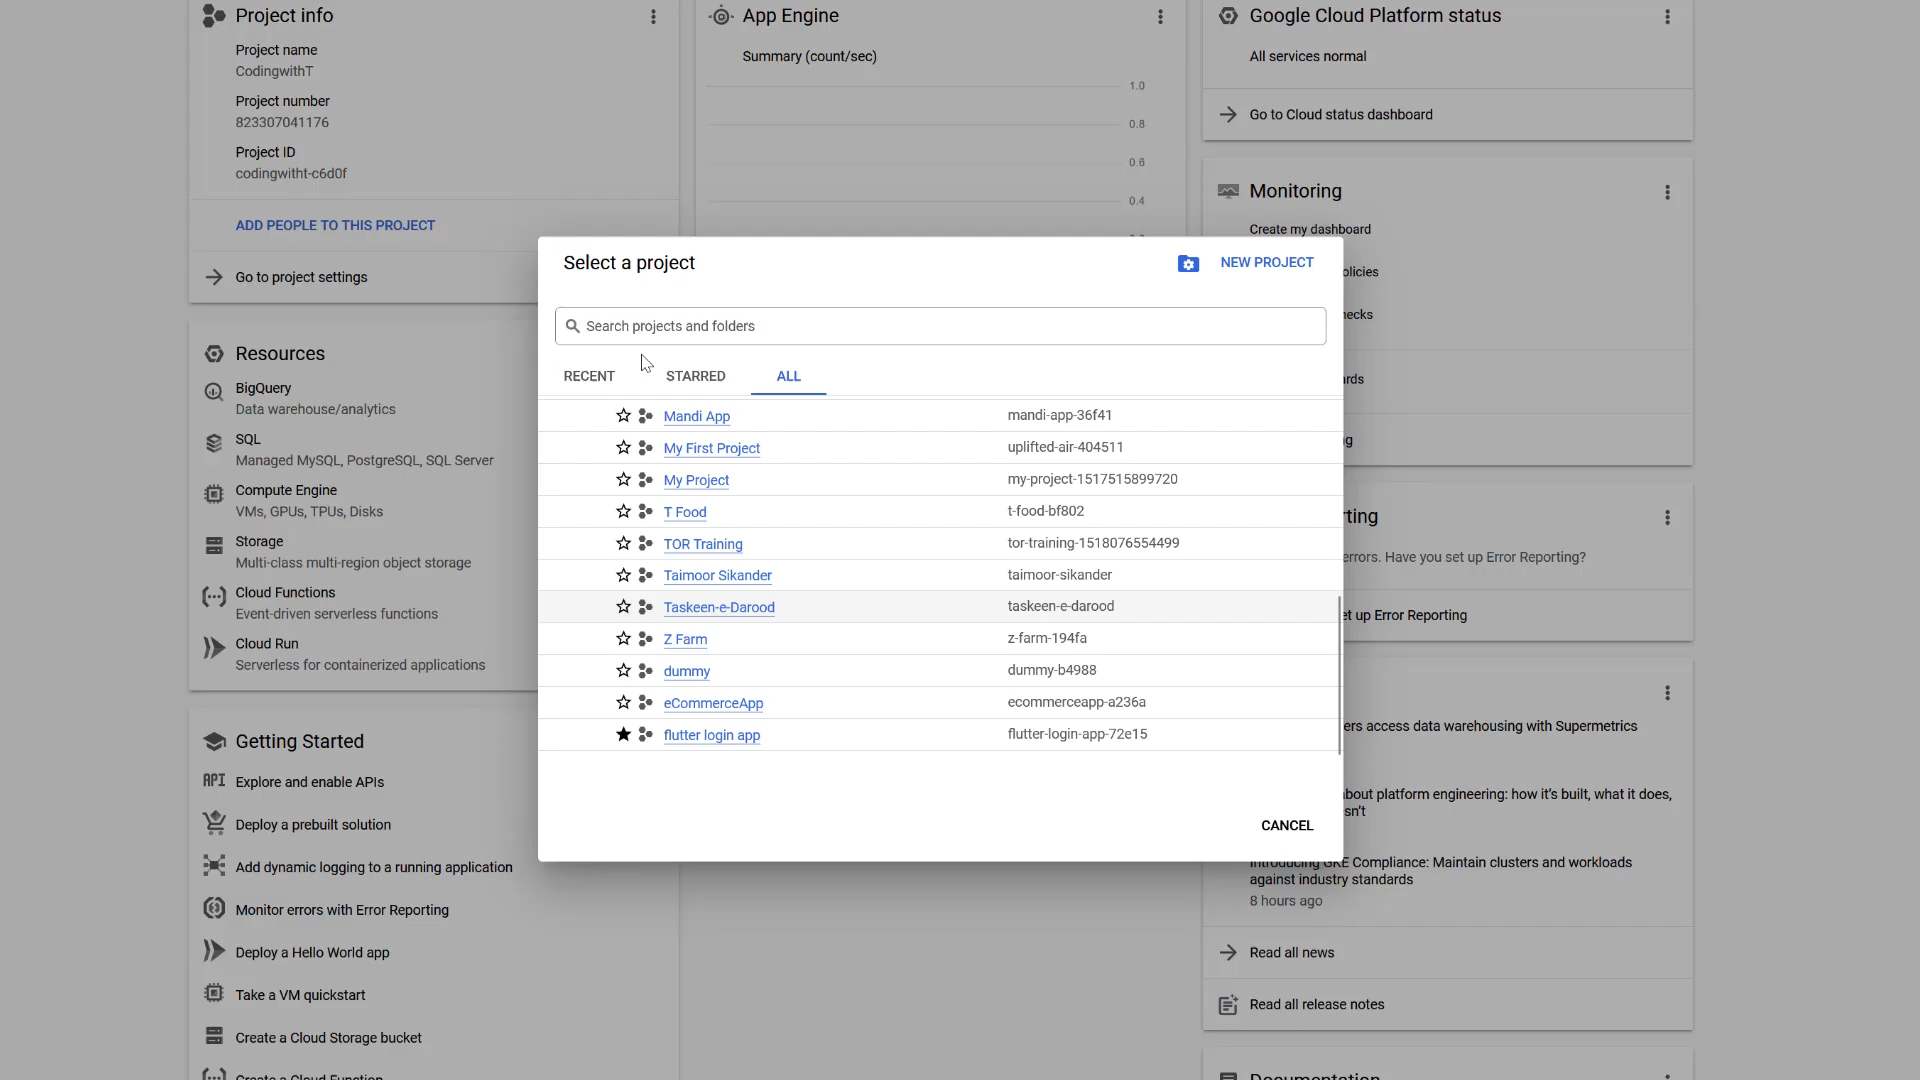 Project info
Project name
CodingwithT
Project number
823307041176
Project ID
codingwitht-c6d0f
ADD PEOPLE TO THIS PROJECT
Go to project settings
Resources
BigQuery
Data warehouse/analytics
SQL
Managed MySQL, PostgreSQL, SQL Server
Compute Engine
VMs, GPUs, TPUs, Disks
Storage
Multi-class multi-region object storage
Cloud Functions
Event-driven serverless functions
Cloud Run
Serverless for containerized applications
Getting Started
API Explore and enable APIs
Deploy a prebuilt solution
Add dynamic logging to a running application
Monitor errors with Error Reporting
Deploy a Hello World app
Take a VM quickstart
Create a Cloud Storage bucket
Create a Cloud Function
App Engine
Summary (count/sec)
1.0
0.8
0.6
0.4
Select a project
NEW PROJECT
Search projects and folders
RECENT STARRED ALL
Mandi App mandi-app-36f41
My First Project uplifted-air-404511
My Project my-project-1517515899720
T Food t-food-bf802
TOR Training tor-training-1518076554499
Taimoor Sikander taimoor-sikander
Taskeen-e-Darood taskeen-e-darood
Z Farm z-farm-194fa
dummy dummy-b4988
eCommerceApp ecommerceapp-a236a
flutter login app flutter-login-app-72e15
CANCEL
Google Cloud Platform status
All services normal
Go to Cloud status dashboard
Monitoring
Create my dashboard
olicies
hecks
rds
g
rting
errors. Have you set up Error Reporting?
et up Error Reporting
ers access data warehousing with Supermetrics
bout platform engineering: how it's built, what it does,
sn't
Introducing GKE Compliance: Maintain clusters and workloads
against industry standards
8 hours ago
Read all news
Read all release notes
Documentation